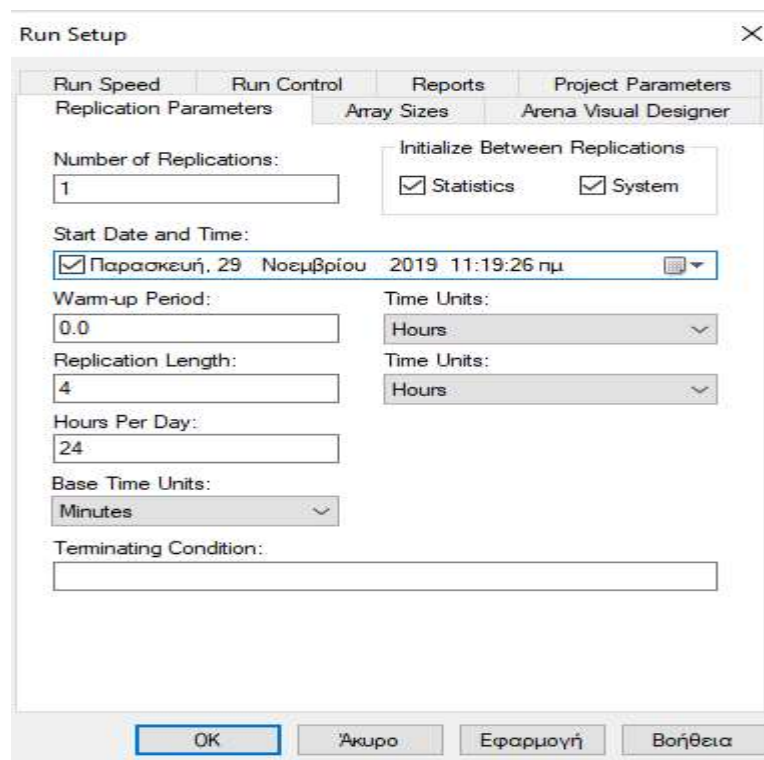 Run Setup
Run Speed Run Control Reports Project Parameters
Replication Parameters Array Sizes Arena Visual Designer
Number of Replications:
1
Initialize Between Replications
Statistics System
Start Date and Time:
Παρασκευή, 29 Νοεμβρίου 2019 11:19:26 πμ
Warm-up Period: Time Units:
0.0 Hours
Replication Length: Time Units:
4 Hours
Hours Per Day:
24
Base Time Units:
Minutes
Terminating Condition:
OK Άκυρο Εφαρμογή Βοήθεια